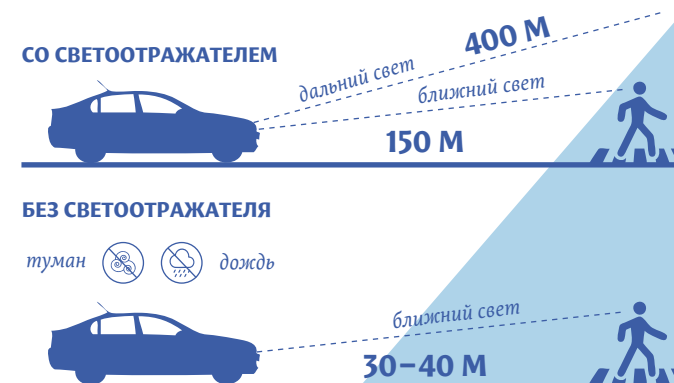 СО СВЕТООТРАЖАТЕЛЕМ
дальний свет
400 М
ближний свет
150 М
БЕЗ СВЕТООТРАЖАТЕЛЯ
туман
дождь
ближний свет
30–40 М